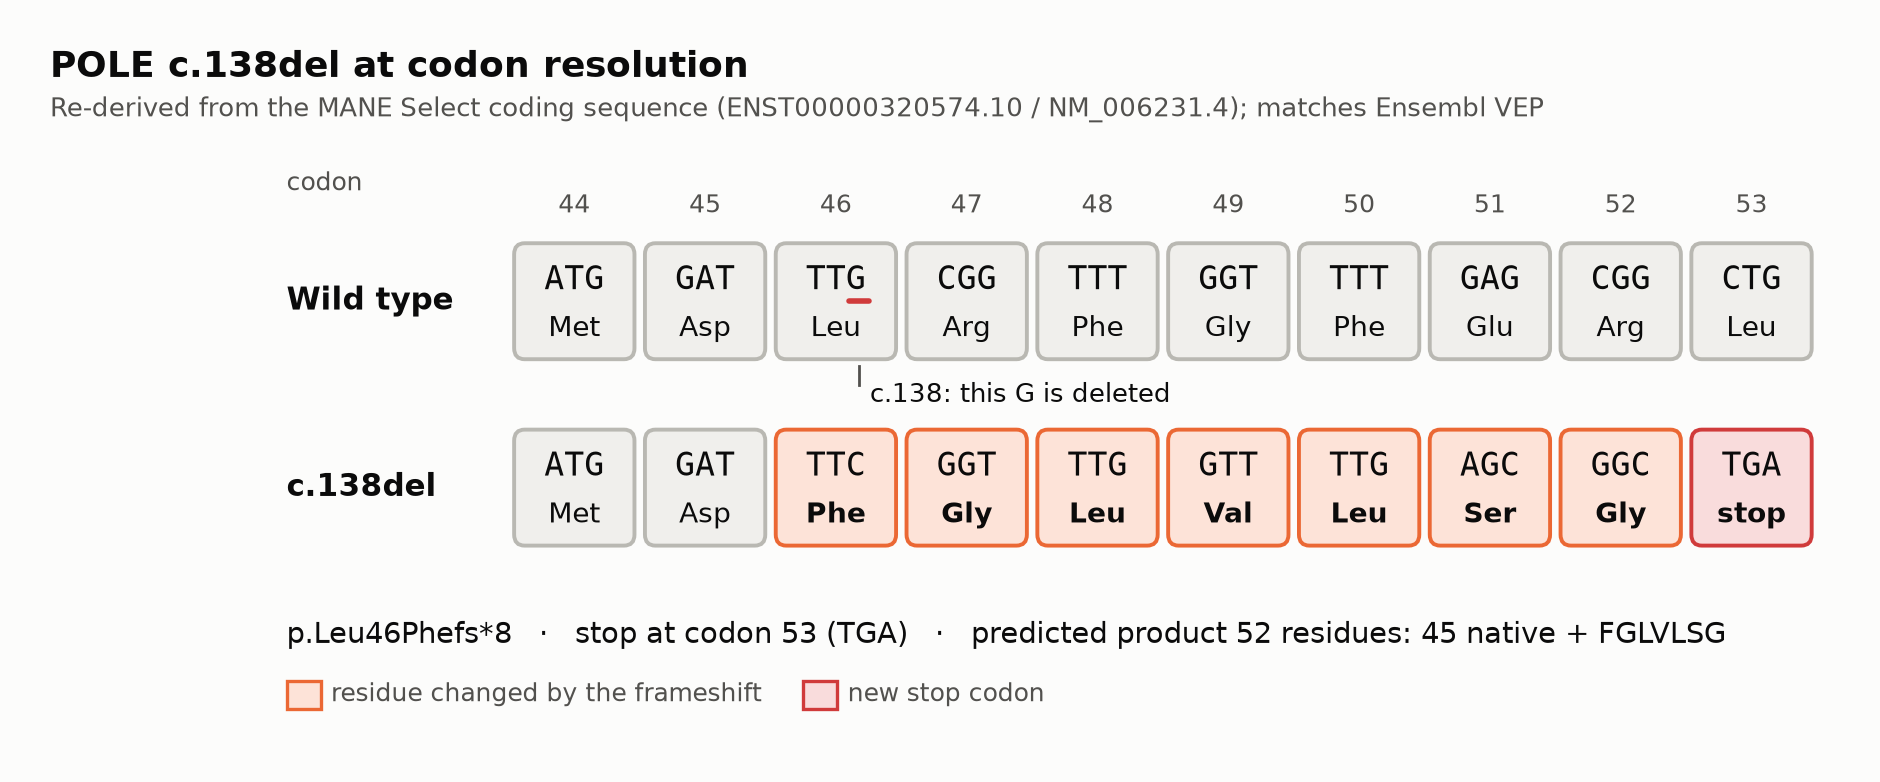 POLE c.138del at codon resolution
Re-derived from the MANE Select coding sequence (ENST00000320574.10 / NM_006231.4); matches Ensembl VEP
codon
44 45 46 47 48 49 50 51 52 53
Wild type
ATG GAT TTG CGG TTT GGT TTT GAG CGG CTG
Met Asp Leu Arg Phe Gly Phe Glu Arg Leu
c.138: this G is deleted
c.138del
ATG GAT TTC GGT TTG GTT TTG AGC GGC TGA
Met Asp Phe Gly Leu Val Leu Ser Gly stop
p.Leu46Phefs*8 · stop at codon 53 (TGA) · predicted product 52 residues: 45 native + FGLVLSG
residue changed by the frameshift new stop codon